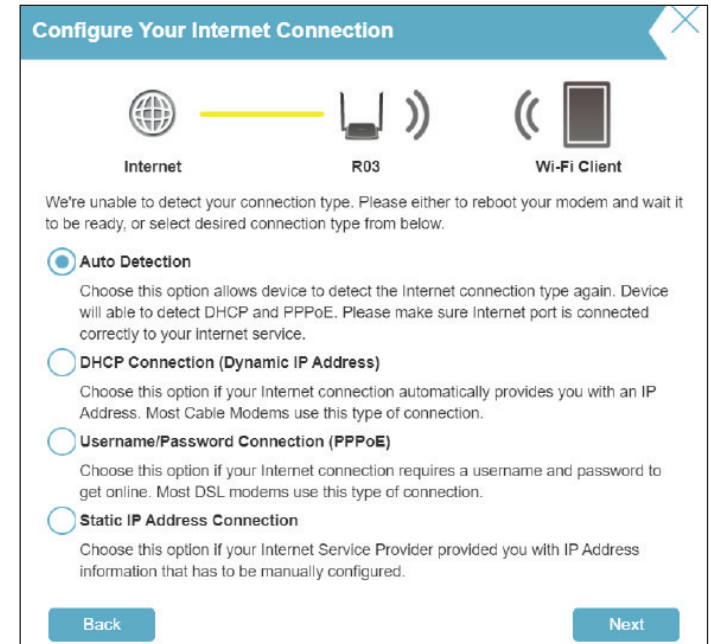 Configure Your Internet Connection
Internet
R03
Wi-Fi Client
We're unable to detect your connection type. Please either to reboot your modem and wait it
to be ready, or select desired connection type from below.
Auto Detection
Choose this option allows device to detect the Internet connection type again. Device
will able to detect DHCP and PPPoE. Please make sure Internet port is connected
correctly to your internet service.
DHCP Connection (Dynamic IP Address)
Choose this option if your Internet connection automatically provides you with an IP
Address. Most Cable Modems use this type of connection.
Username/Password Connection (PPPoE)
Choose this option if your Internet connection requires a username and password to
get online. Most DSL modems use this type of connection.
Static IP Address Connection
Choose this option if your Internet Service Provider provided you with IP Address
information that has to be manually configured.
Back
Next